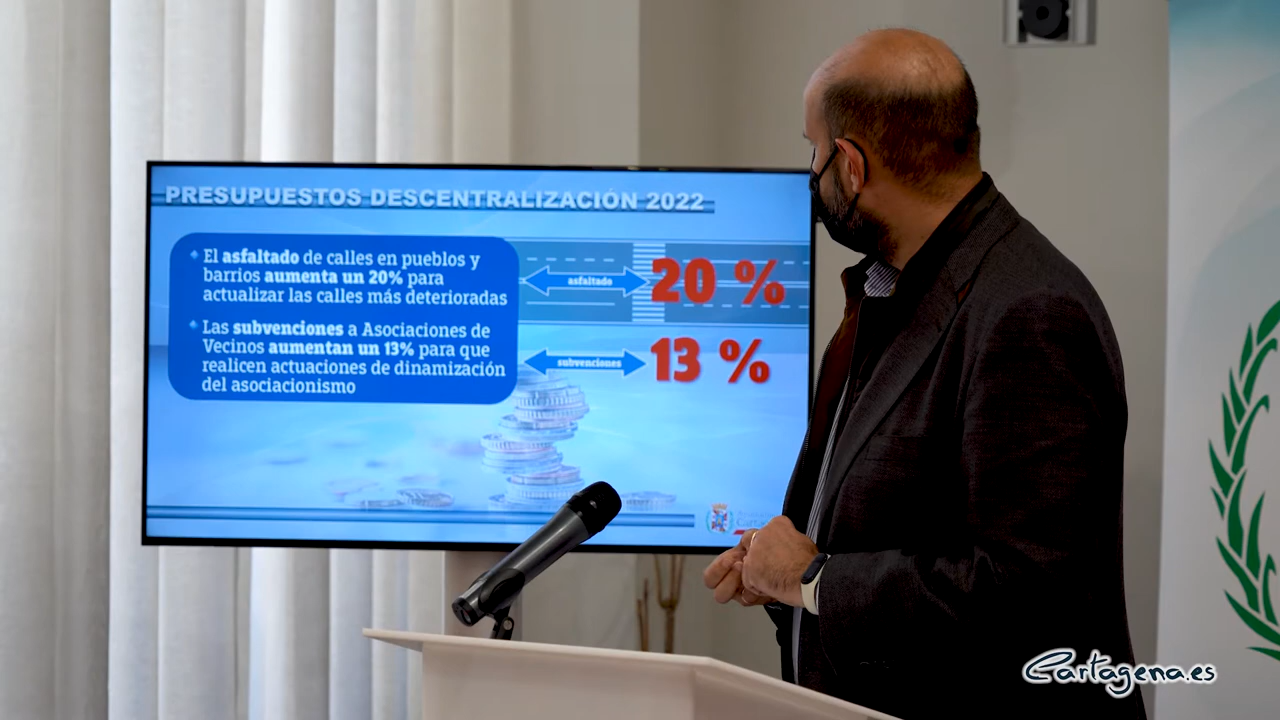 PRESUPUESTOS DESCENTRALIZACIÓN 2022
El asfaltado de calles en pueblos y
barrios aumenta un 20% para
actualizar las calles más deterioradas
asfaltado
20 %
Las subvenciones a Asociaciones de
Vecinos aumentan un 13% para que
realicen actuaciones de dinamización
del asociacionismo
subvenciones
13 %
Cartagena.es